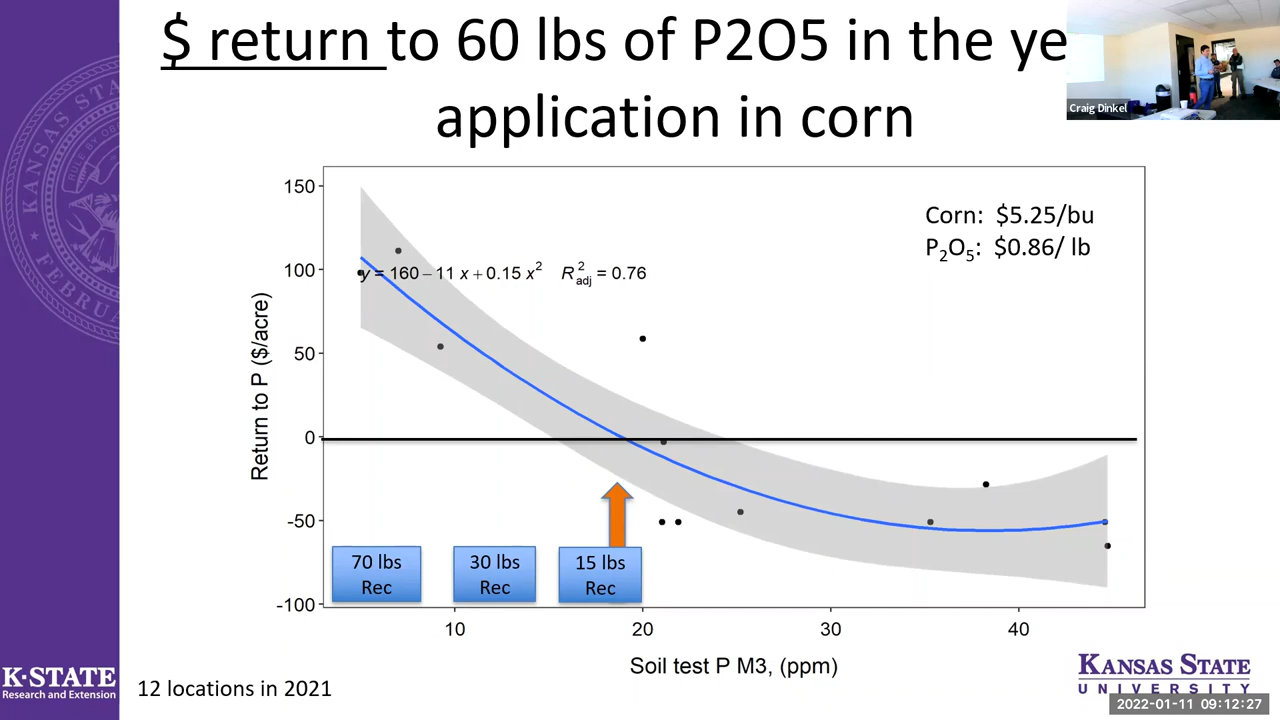 $ return to 60 lbs of P2O5 in the ye
application in corn
Craig Dinkel
Corn: $5.25/bu
P2O5: $0.86/ lb
y = 160 – 11 x + 0.15 x² R²adj = 0.76
Return to P ($/acre)
150
100
50
0
-50
-100
70 lbs
Rec
30 lbs
Rec
15 lbs
Rec
10
20
30
40
Soil test P M3, (ppm)
12 locations in 2021
K-STATE
Research and Extension
KANSAS STATE
UNIVERSITY
2022-01-11 09:12:27
KANSAS STA
FEBRUAR